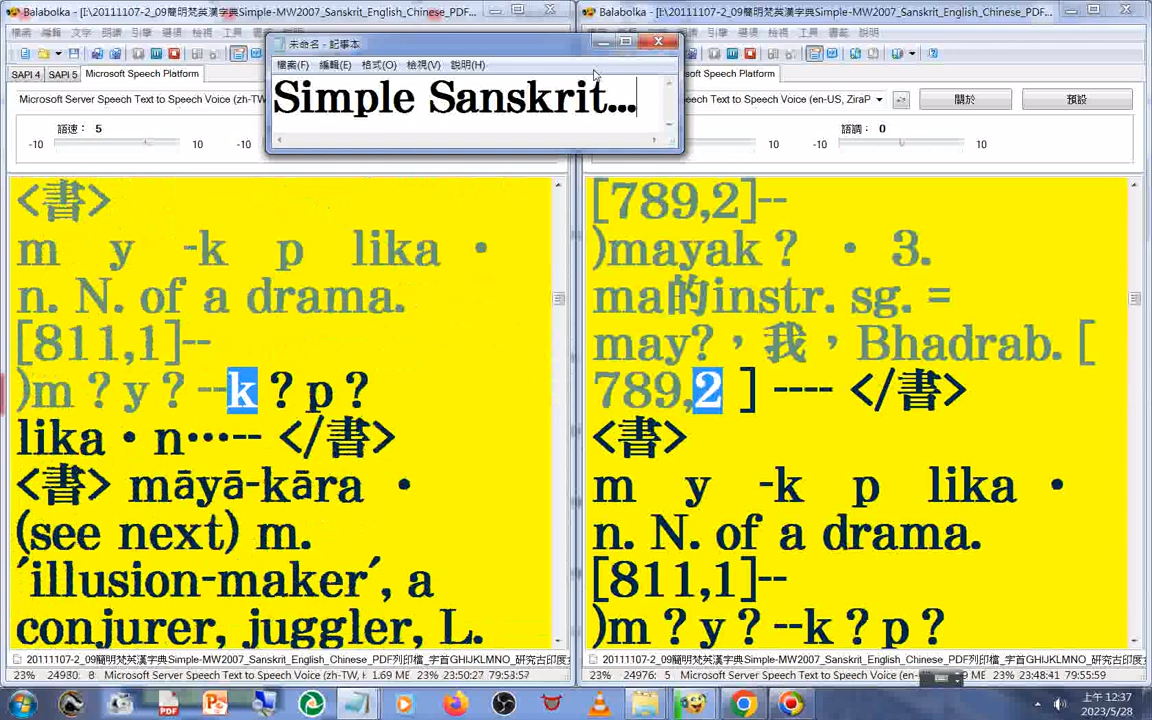 Balabolka - [I:\20111107-2_09簡明梵英漢字典Simple-MW2007_Sanskrit_English_Chinese_PDF...
SAPI 4 SAPI 5 Microsoft Speech Platform
Microsoft Server Speech Text to Speech Voice (zh-TW,
語速： 5
-10 10 -10
<書>
m y -k p lika •
n. N. of a drama.
[811,1]--
)m？y？--k？p？
lika • n…-- </書>
<書> māyā-kāra •
(see next) m.
′illusion-maker′, a
conjurer, juggler, L.
20111107-2_09簡明梵英漢字典Simple-MW2007_Sanskrit_English_Chinese_PDF列印檔_字首GHIJKLMNO_研究古印度
23% 24980: 8 Microsoft Server Speech Text to Speech Voice (zh-TW, 1.69 ME 23% 23:50:27 79:53:57
未命名 - 記事本
檔案(F) 編輯(E) 格式(O) 檢視(V) 說明(H)
Simple Sanskrit...
Balabolka - [I:\20111107-2_09簡明梵英漢字典Simple-MW2007_Sanskrit_English_Chinese_PDF...
Speech Platform
Speech Text to Speech Voice (en-US, ZiraP 關於 預設
語調： 0
10 -10 10
[789,2]--
)mayak？ • 3.
ma的instr. sg. =
may?，我，Bhadrab. [
789,2 ] ---- </書>
<書>
m y -k p lika •
n. N. of a drama.
[811,1]--
)m？y？--k？p？
20111107-2_09簡明梵英漢字典Simple-MW2007_Sanskrit_English_Chinese_PDF列印檔_字首GHIJKLMNO_研究古印度
23% 24976: 5 Microsoft Server Speech Text to Speech Voice (en-US, 23% 23:48:41 79:55:59
上午 12:37
2023/5/28